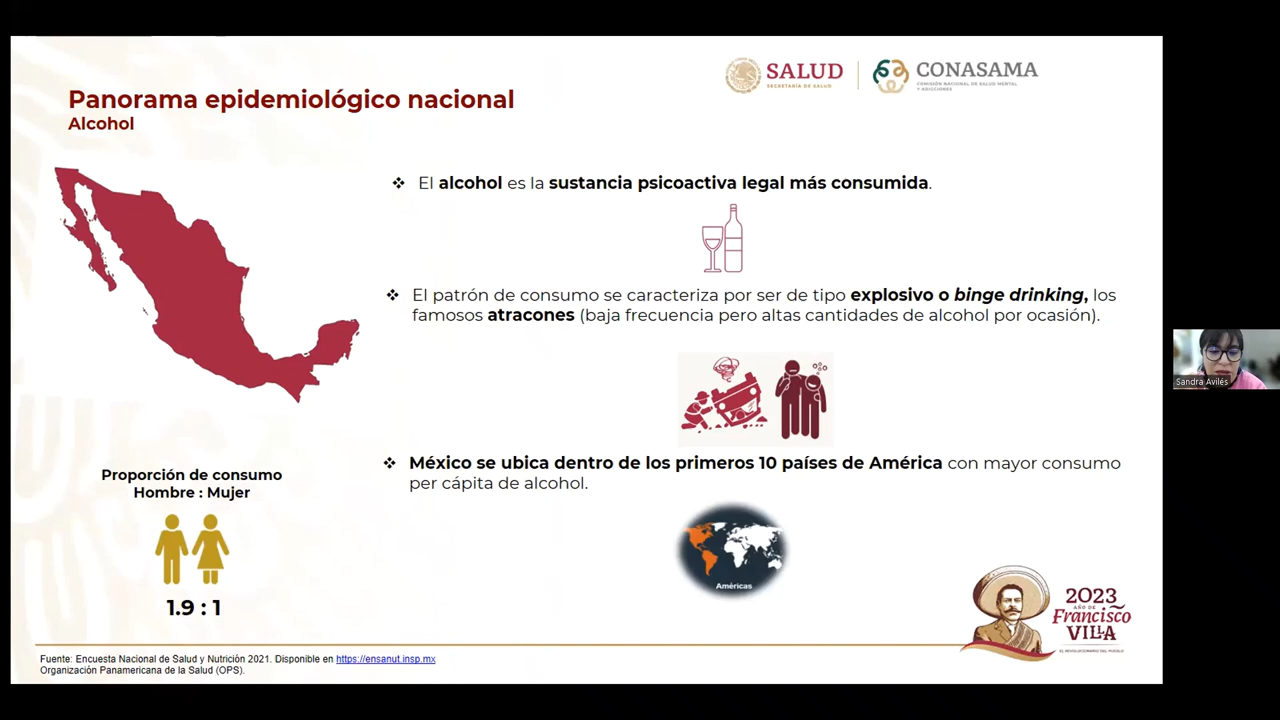 SALUD
SECRETARÍA DE SALUD
CONASAMA
COMISIÓN NACIONAL DE SALUD MENTAL
Y ADICCIONES
Panorama epidemiológico nacional
Alcohol
❖ El alcohol es la sustancia psicoactiva legal más consumida.
❖ El patrón de consumo se caracteriza por ser de tipo explosivo o binge drinking, los
famosos atracones (baja frecuencia pero altas cantidades de alcohol por ocasión).
❖ México se ubica dentro de los primeros 10 países de América con mayor consumo
per cápita de alcohol.
Américas
Proporción de consumo
Hombre : Mujer
1.9 : 1
Fuente: Encuesta Nacional de Salud y Nutrición 2021. Disponible en https://ensanut.insp.mx
Organización Panamericana de la Salud (OPS).
2023
AÑO DE
Francisco
VILLA
EL REVOLUCIONARIO DEL PUEBLO
Sandra Avilés